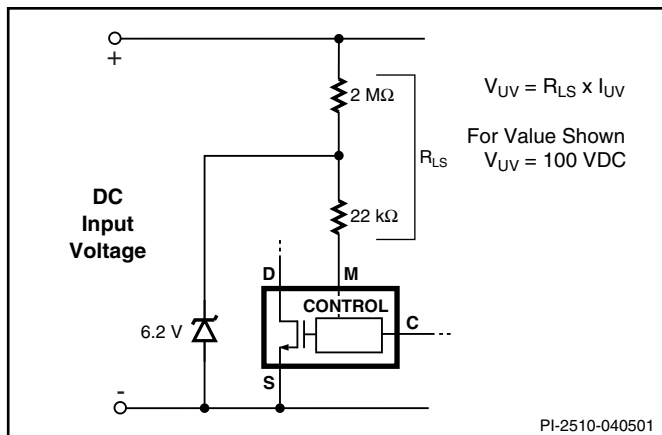 +
2 MΩ
V_UV = R_LS x I_UV
For Value Shown
V_UV = 100 VDC
R_LS
DC
Input
Voltage
22 kΩ
D
M
CONTROL
C
6.2 V
S
-
PI-2510-040501